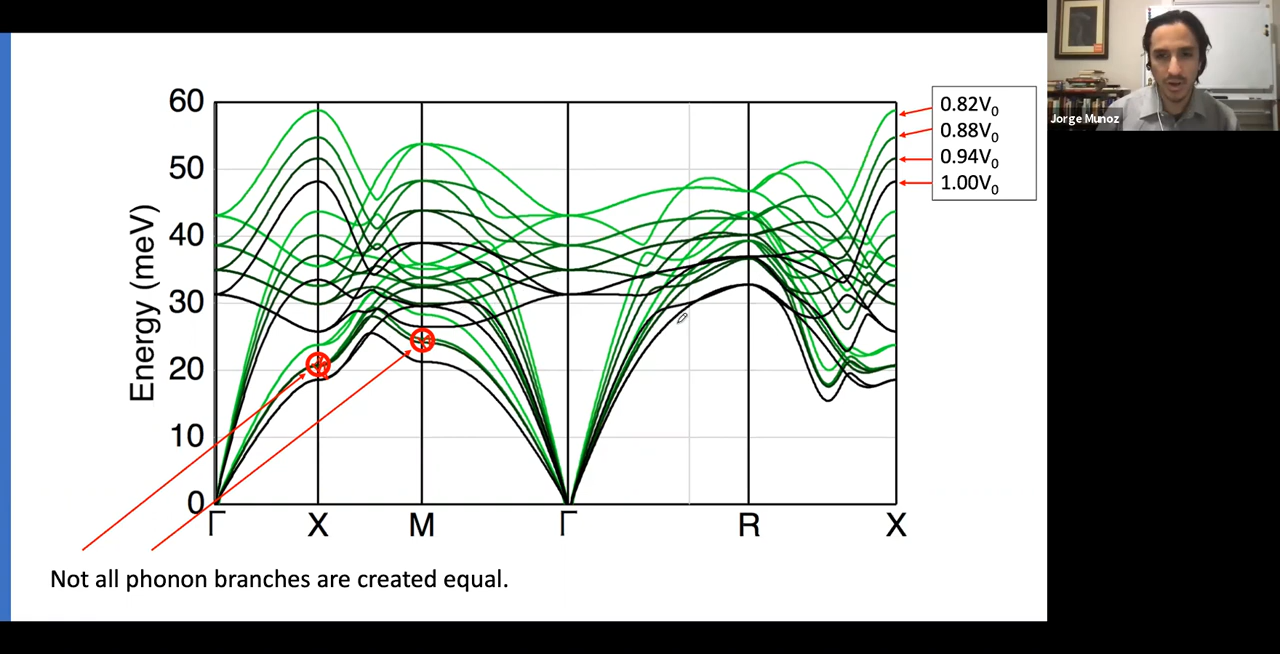 60
50
40
30
20
10
0
Energy (meV)
Γ X M Γ R X
0.82V0
0.88V0
0.94V0
1.00V0
Not all phonon branches are created equal.
Jorge Munoz